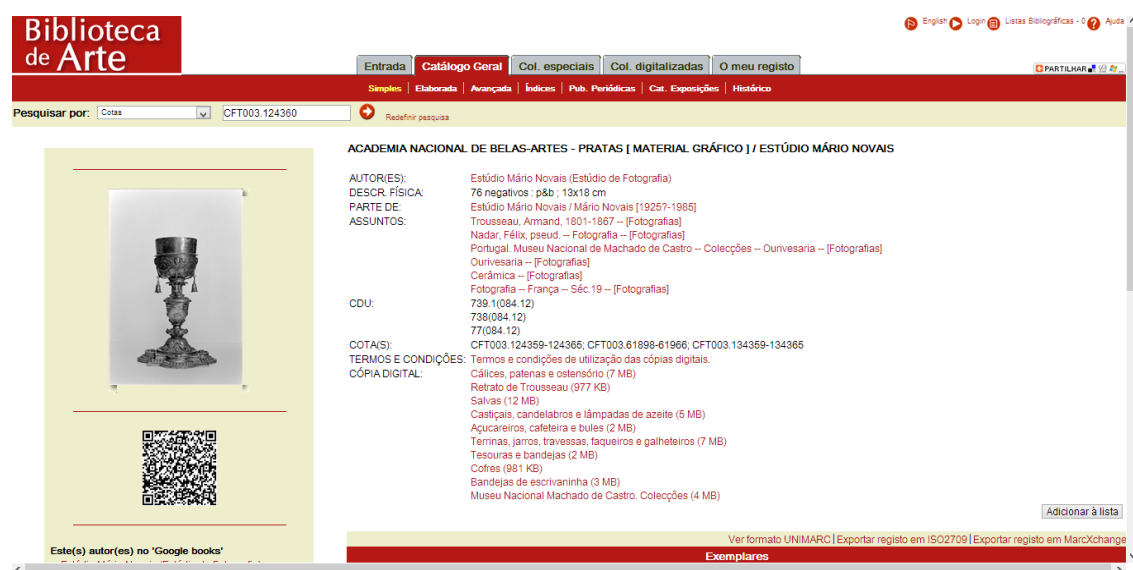 Biblioteca
de Arte
English Login Listas Bibliográficas - 0 Ajuda
Entrada Catálogo Geral Col. especiais Col. digitalizadas O meu registo
PARTILHAR
Simples | Elaborada | Avançada | Índices | Pub. Periódicas | Cat. Exposições | Histórico
Pesquisar por: Cotas CFT003.124360 Redefinir pesquisa
ACADEMIA NACIONAL DE BELAS-ARTES - PRATAS [ MATERIAL GRÁFICO ] / ESTÚDIO MÁRIO NOVAIS
AUTOR(ES): Estúdio Mário Novais (Estúdio de Fotografia)
DESCR. FÍSICA: 76 negativos : p&b ; 13x18 cm
PARTE DE: Estúdio Mário Novais / Mário Novais [1925?-1985]
ASSUNTOS: Trousseau, Armand, 1801-1867 -- [Fotografias]
Nadar, Félix, pseud. -- Fotografia -- [Fotografias]
Portugal. Museu Nacional de Machado de Castro -- Colecções -- Ourivesaria -- [Fotografias]
Ourivesaria -- [Fotografias]
Cerâmica -- [Fotografias]
Fotografia -- França -- Séc.19 -- [Fotografias]
CDU: 739.1(084.12)
738(084.12)
77(084.12)
COTA(S): CFT003.124359-124365; CFT003.61898-61966; CFT003.134359-134365
TERMOS E CONDIÇÕES: Termos e condições de utilização das cópias digitais.
CÓPIA DIGITAL: Cálices, patenas e ostensório (7 MB)
Retrato de Trousseau (977 KB)
Salvas (12 MB)
Castiçais, candelabros e lâmpadas de azeite (5 MB)
Açucareiros, cafeteira e bules (2 MB)
Terrinas, jarros, travessas, faqueiros e galheteiros (7 MB)
Tesouras e bandejas (2 MB)
Cofres (981 KB)
Bandejas de escrivaninha (3 MB)
Museu Nacional Machado de Castro. Colecções (4 MB)
Adicionar à lista
Ver formato UNIMARC | Exportar registo em ISO2709 | Exportar registo em MarcXchange
Exemplares
Este(s) autor(es) no 'Google books'